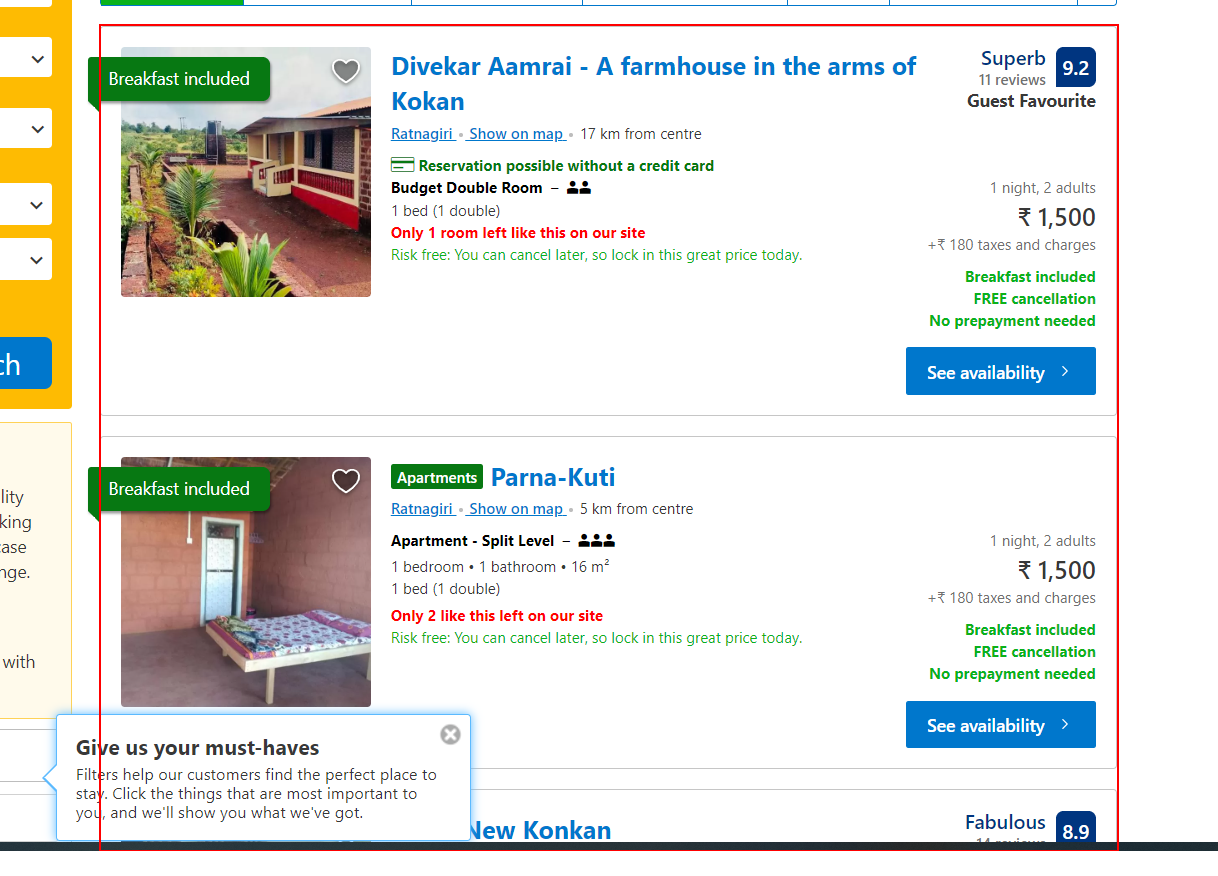 ch
lity
king
case
nge.
with
Breakfast included
Divekar Aamrai - A farmhouse in the arms of
Kokan
Ratnagiri • Show on map • 17 km from centre
Reservation possible without a credit card
Budget Double Room –
1 bed (1 double)
Only 1 room left like this on our site
Risk free: You can cancel later, so lock in this great price today.
Superb 9.2
11 reviews
Guest Favourite
1 night, 2 adults
₹ 1,500
+₹ 180 taxes and charges
Breakfast included
FREE cancellation
No prepayment needed
See availability
Breakfast included
Apartments Parna-Kuti
Ratnagiri • Show on map • 5 km from centre
Apartment - Split Level –
1 bedroom • 1 bathroom • 16 m²
1 bed (1 double)
Only 2 like this left on our site
Risk free: You can cancel later, so lock in this great price today.
1 night, 2 adults
₹ 1,500
+₹ 180 taxes and charges
Breakfast included
FREE cancellation
No prepayment needed
See availability
Give us your must-haves
Filters help our customers find the perfect place to
stay. Click the things that are most important to
you, and we'll show you what we've got.
New Konkan
Fabulous 8.9
14 reviews